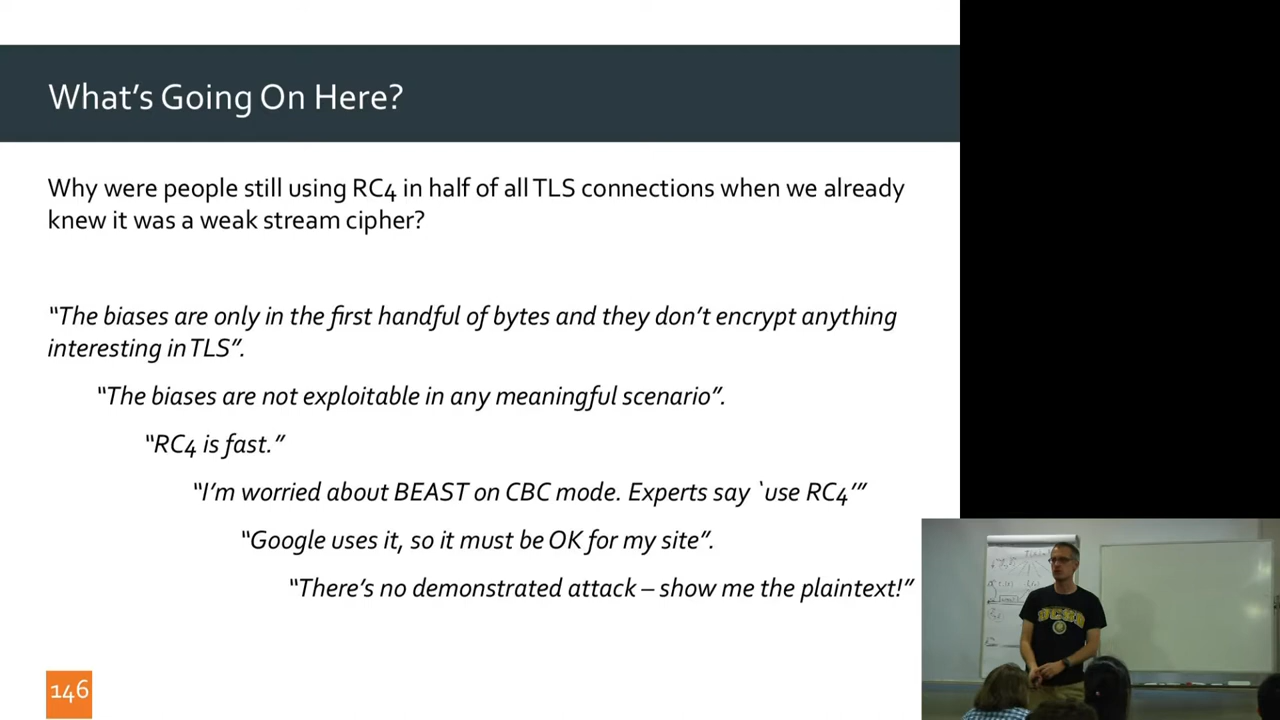 What's Going On Here?
Why were people still using RC4 in half of all TLS connections when we already
knew it was a weak stream cipher?
“The biases are only in the first handful of bytes and they don't encrypt anything
interesting in TLS”.
“The biases are not exploitable in any meaningful scenario”.
“RC4 is fast.”
“I'm worried about BEAST on CBC mode. Experts say `use RC4'”
“Google uses it, so it must be OK for my site”.
“There's no demonstrated attack – show me the plaintext!”
146